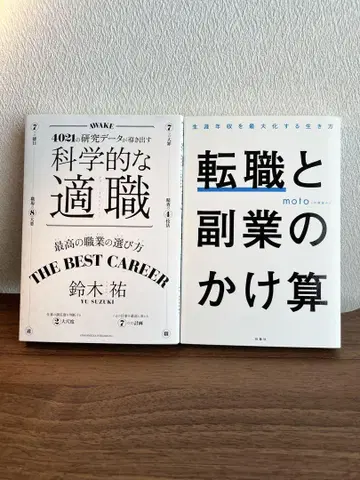 AWAKE
4021の研究データが導き出す
科学的な
適職
最高の職業の選び方
THE BEST CAREER
鈴木祐
YU SUZUKI
生涯年収を最大化する生き方
転職と
moto
副業の
かけ算
扶桑社